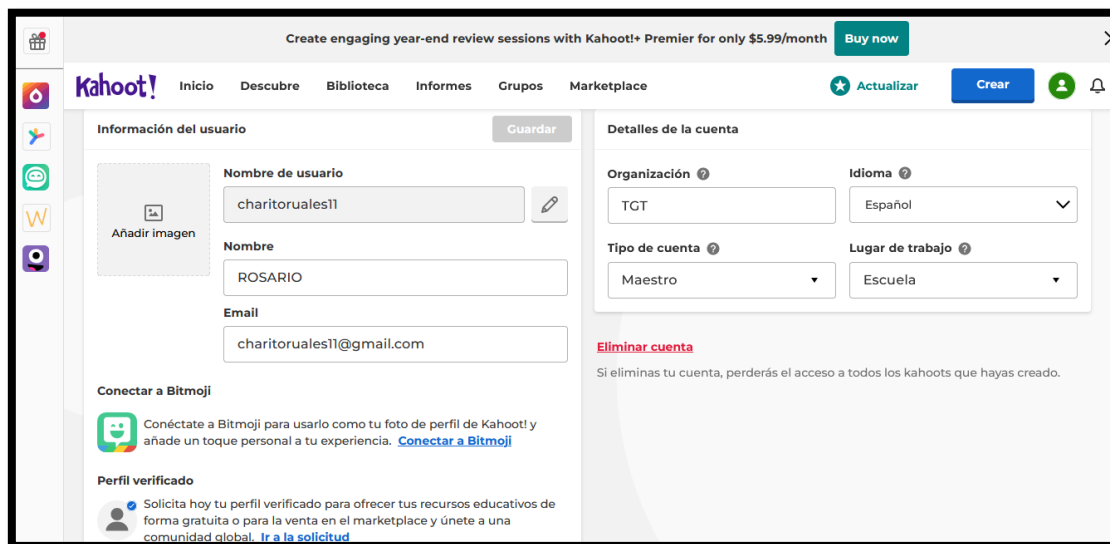 Create engaging year-end review sessions with Kahoot!+ Premier for only $5.99/month Buy now
Kahoot! Inicio Descubre Biblioteca Informes Grupos Marketplace Actualizar Crear
Información del usuario Guardar
Añadir imagen
Nombre de usuario
charitoruales11
Nombre
ROSARIO
Email
charitoruales11@gmail.com
Conectar a Bitmoji
Conéctate a Bitmoji para usarlo como tu foto de perfil de Kahoot! y
añade un toque personal a tu experiencia. Conectar a Bitmoji
Perfil verificado
Solicita hoy tu perfil verificado para ofrecer tus recursos educativos de
forma gratuita o para la venta en el marketplace y únete a una
comunidad global. Ir a la solicitud
Detalles de la cuenta
Organización Idioma
TGT Español
Tipo de cuenta Lugar de trabajo
Maestro Escuela
Eliminar cuenta
Si eliminas tu cuenta, perderás el acceso a todos los kahoots que hayas creado.